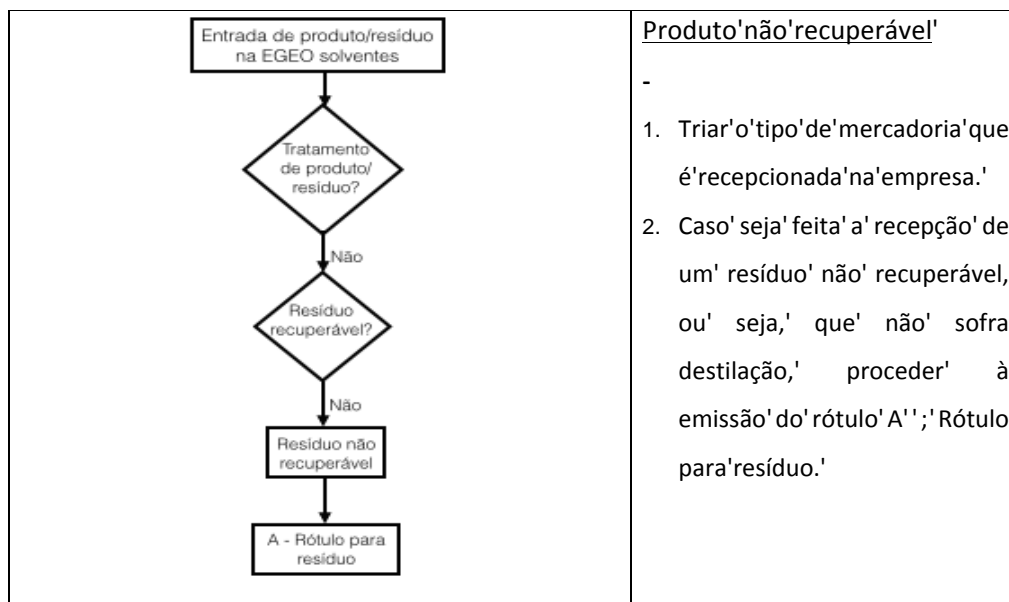 Entrada de produto/resíduo
na EGEO solventes
Tratamento
de produto/
resíduo?
Não
Resíduo
recuperável?
Não
Resíduo não
recuperável
A - Rótulo para
resíduo
Produto'não'recuperável'
-
1. Triar'o'tipo'de'mercadoria'que
é'recepcionada'na'empresa.'
2. Caso' seja' feita' a' recepção' de
um' resíduo' não' recuperável,
ou' seja,' que' não' sofra
destilação,' proceder' à
emissão'do'rótulo'A'';'Rótulo
para'resíduo.'